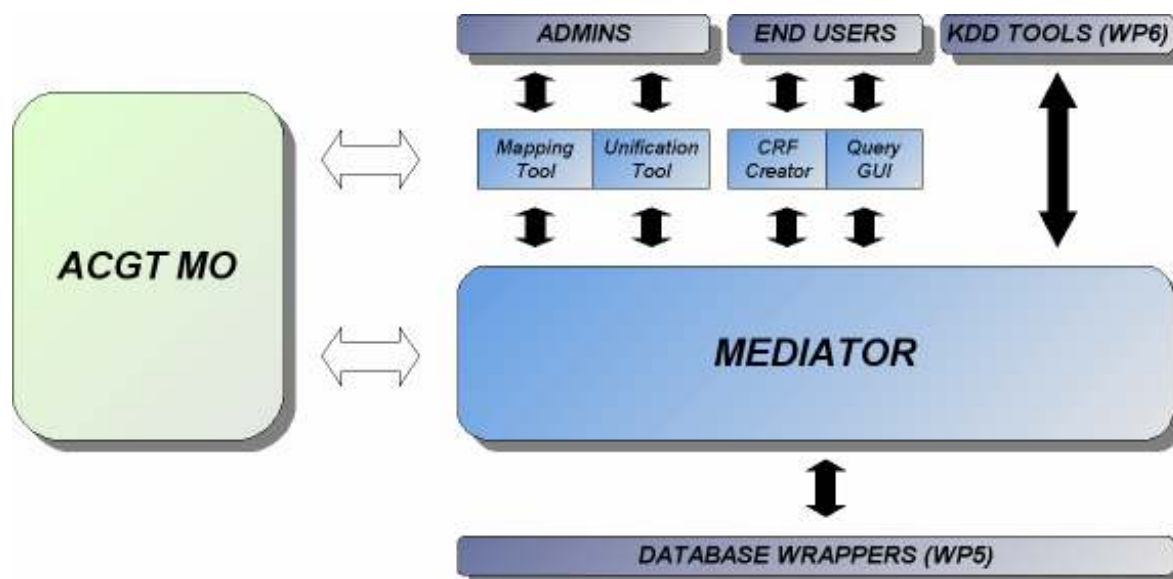 ADMINS
END USERS
KDD TOOLS (WP6)
Mapping
Tool
Unification
Tool
CRF
Creator
Query
GUI
ACGT MO
MEDIATOR
DATABASE WRAPPERS (WP5)